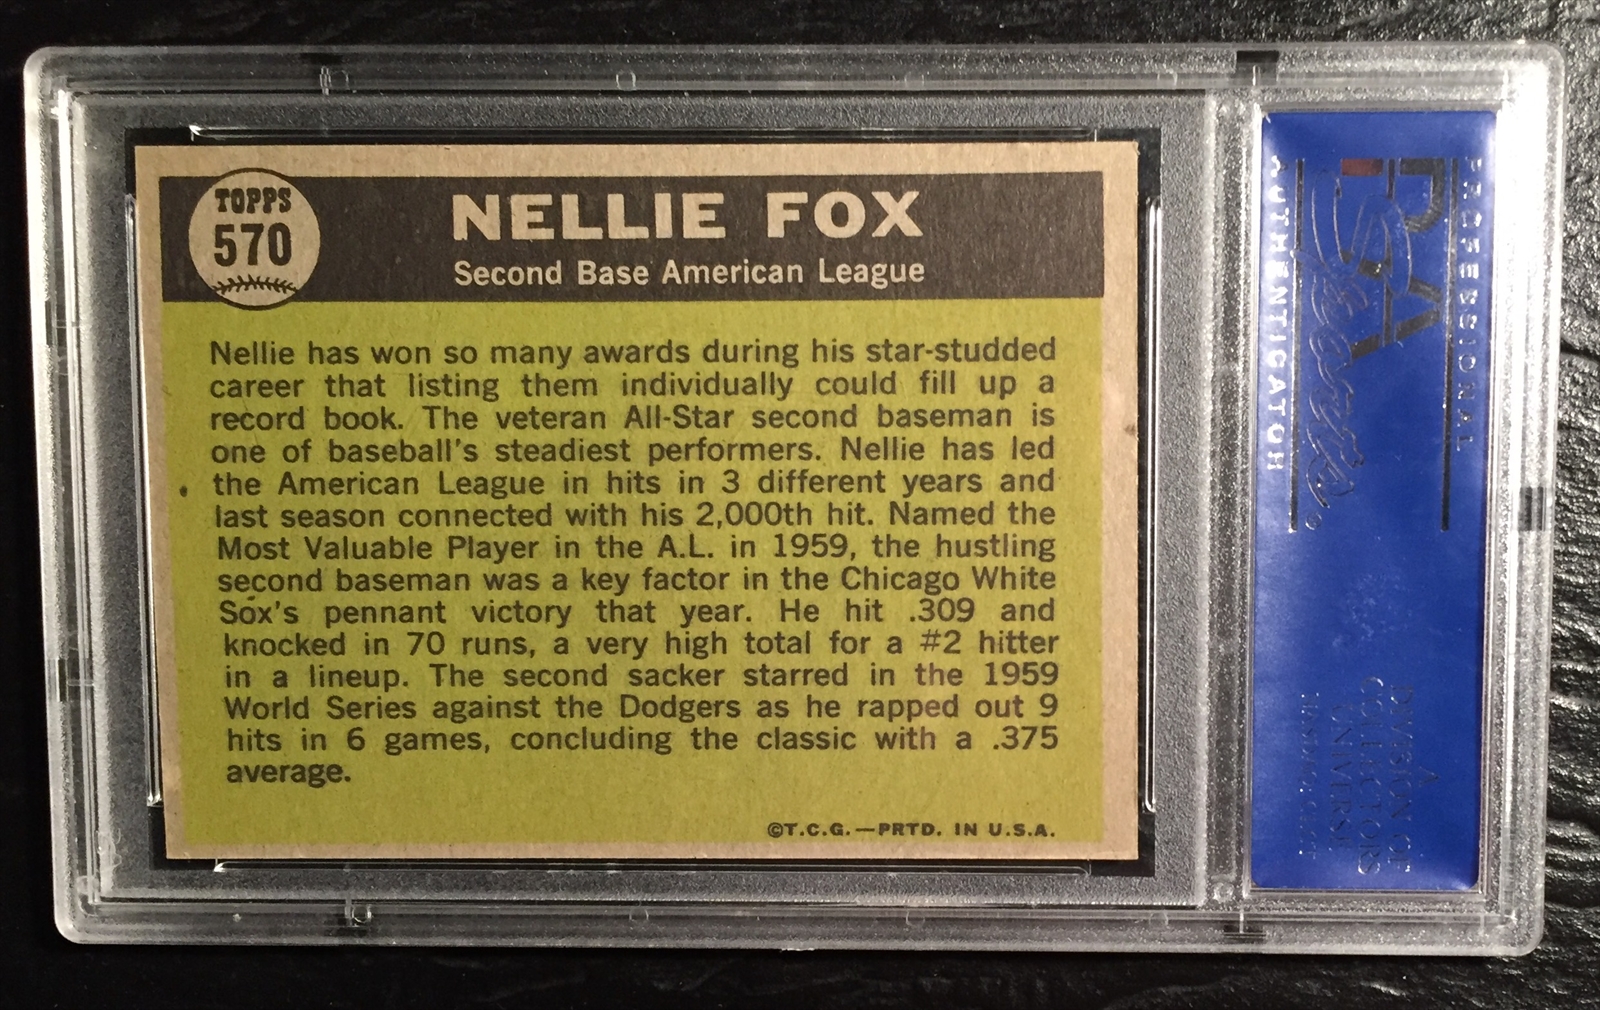 TOPPS
570
NELLIE FOX
Second Base American League
Nellie has won so many awards during his star-studded
career that listing them individually could fill up a
record book. The veteran All-Star second baseman is
one of baseball's steadiest performers. Nellie has led
the American League in hits in 3 different years and
last season connected with his 2,000th hit. Named the
Most Valuable Player in the A.L. in 1959, the hustling
second baseman was a key factor in the Chicago White
Sox's pennant victory that year. He hit .309 and
knocked in 70 runs, a very high total for a #2 hitter
in a lineup. The second sacker starred in the 1959
World Series against the Dodgers as he rapped out 9
hits in 6 games, concluding the classic with a .375
average.
©T.C.G.—PRTD. IN U.S.A.
PROFESSIONAL
PSA
AUTHENTICATOR
A
DIVISION OF
COLLECTORS
UNIVERSE